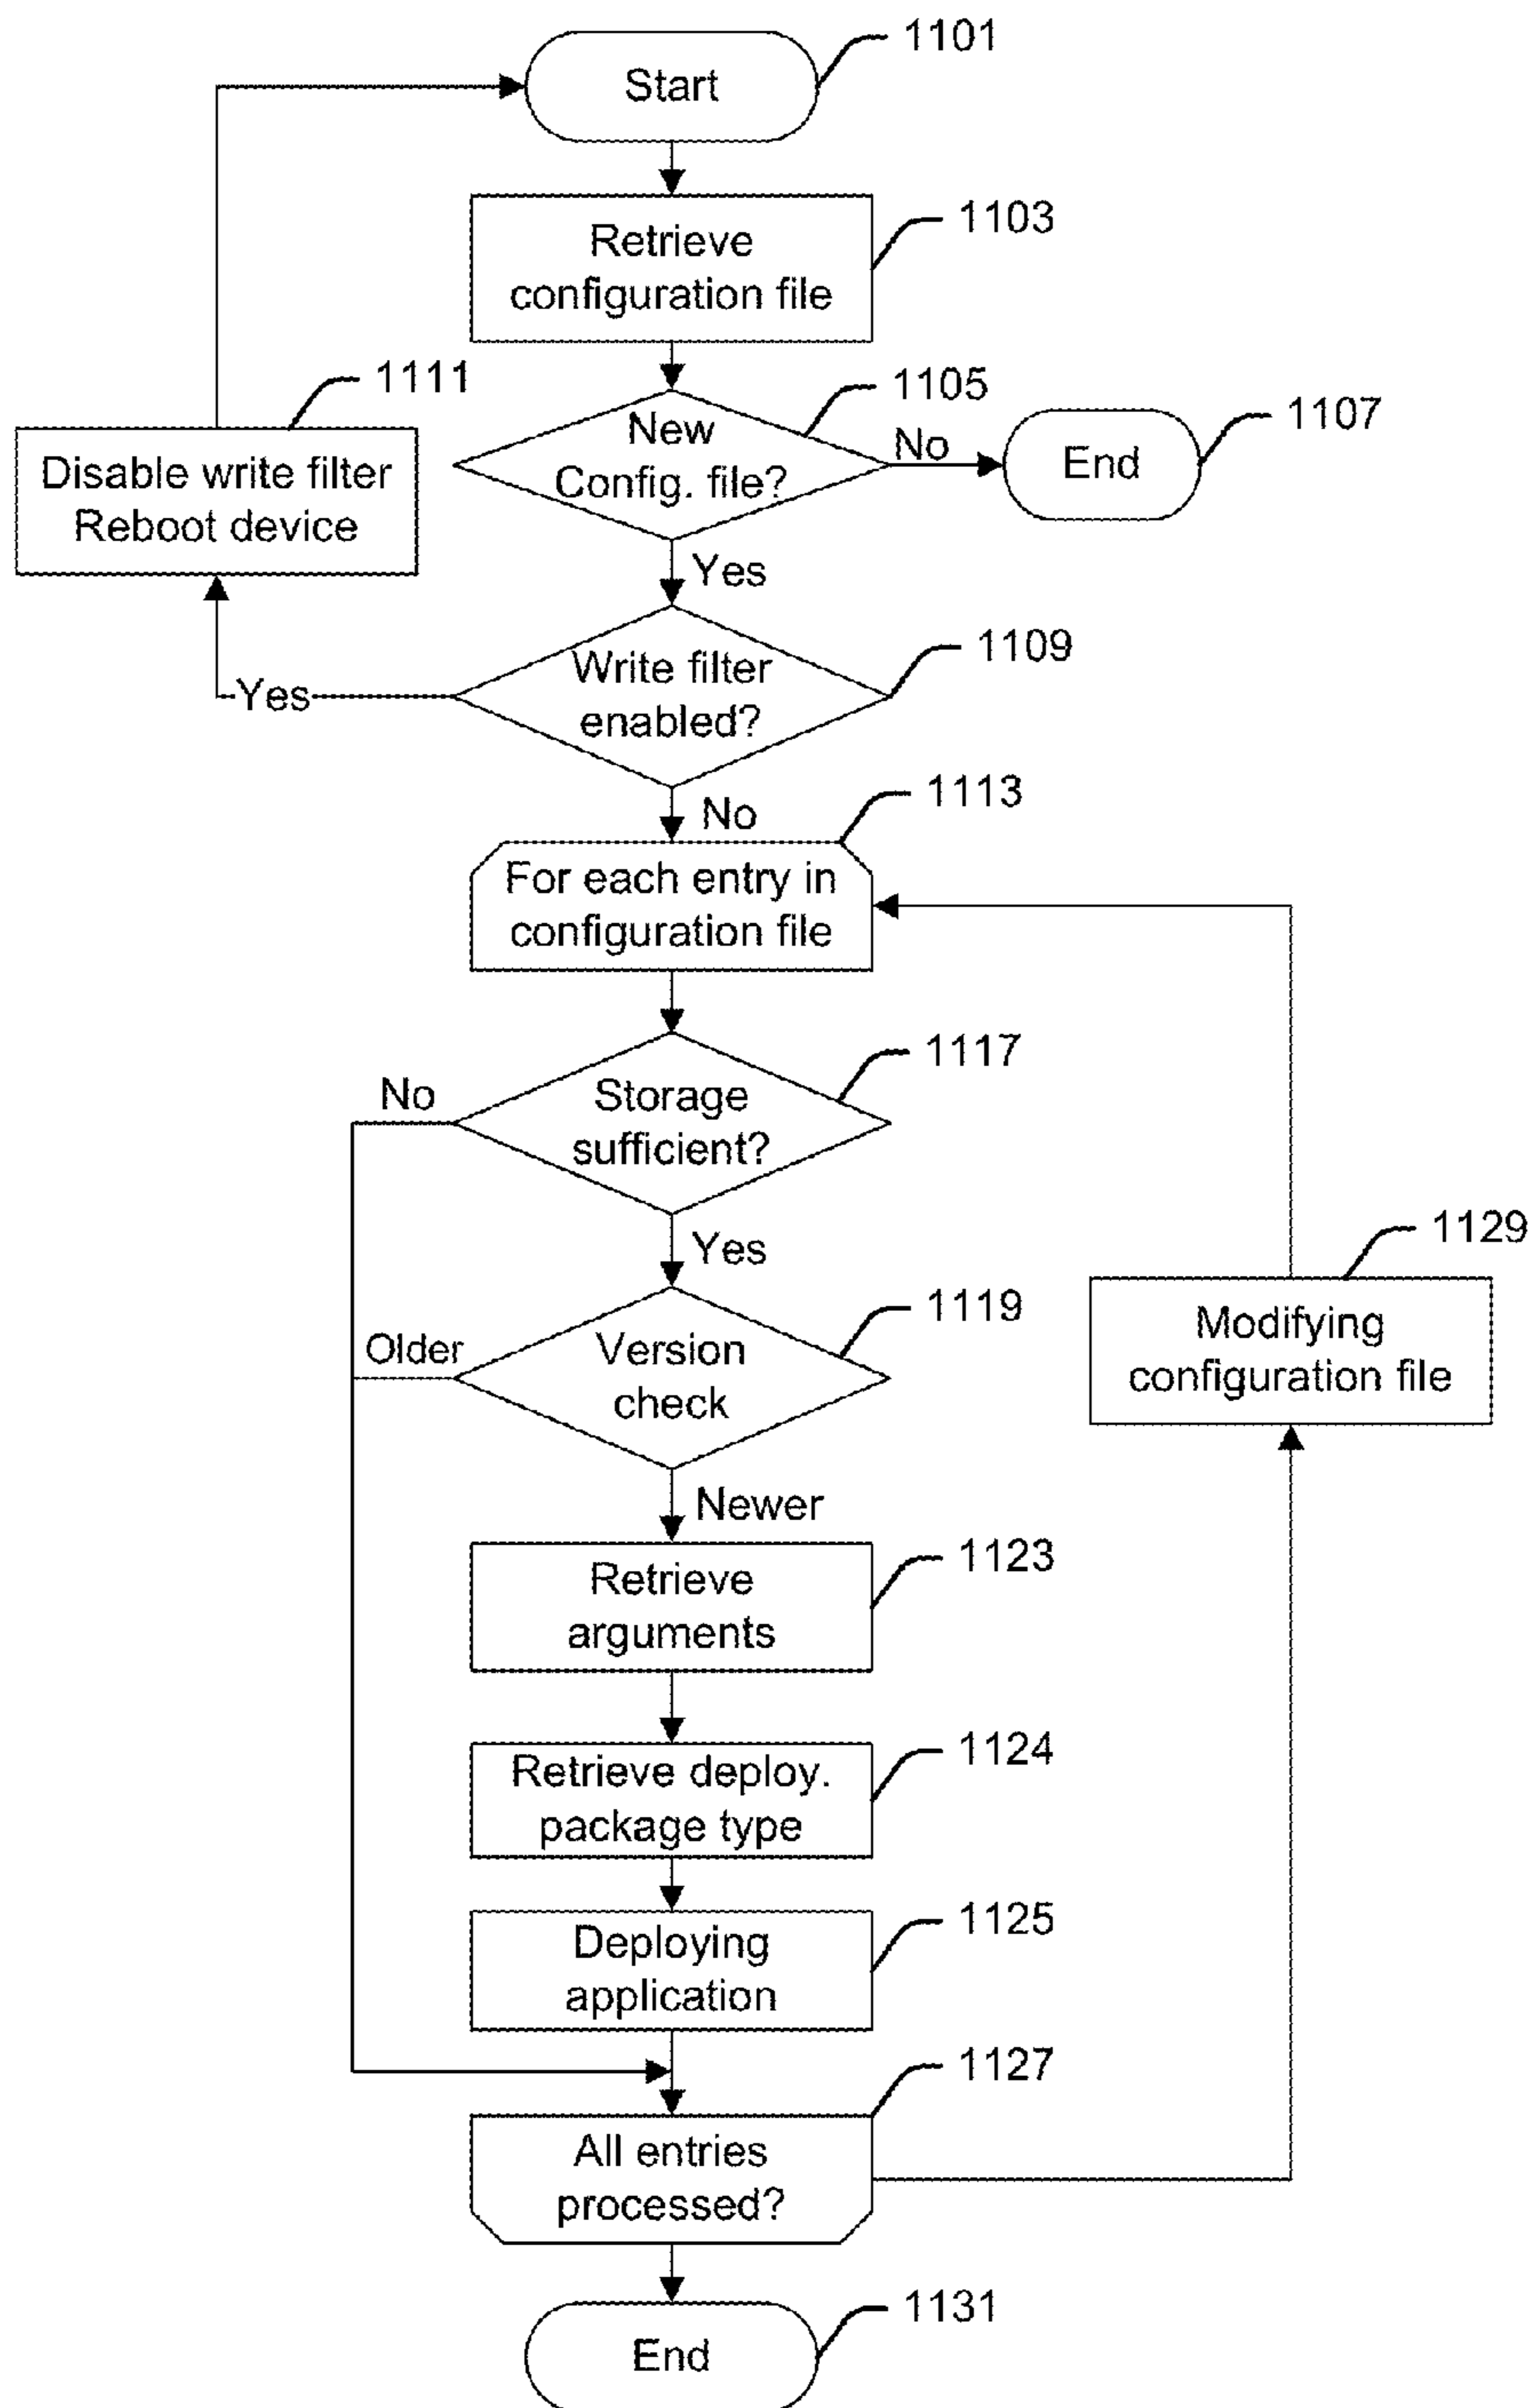 1101
Start
1103
Retrieve
configuration file
1111
1105
1107
New
Config. file?
No
End
Disable write filter
Reboot device
Yes
1109
Write filter
enabled?
Yes
1113
No
For each entry in
configuration file
1117
No
Storage
sufficient?
Yes
1129
1119
Modifying
configuration file
Older
Version
check
Newer
1123
Retrieve
arguments
1124
Retrieve deploy.
package type
1125
Deploying
application
1127
All entries
processed?
1131
End